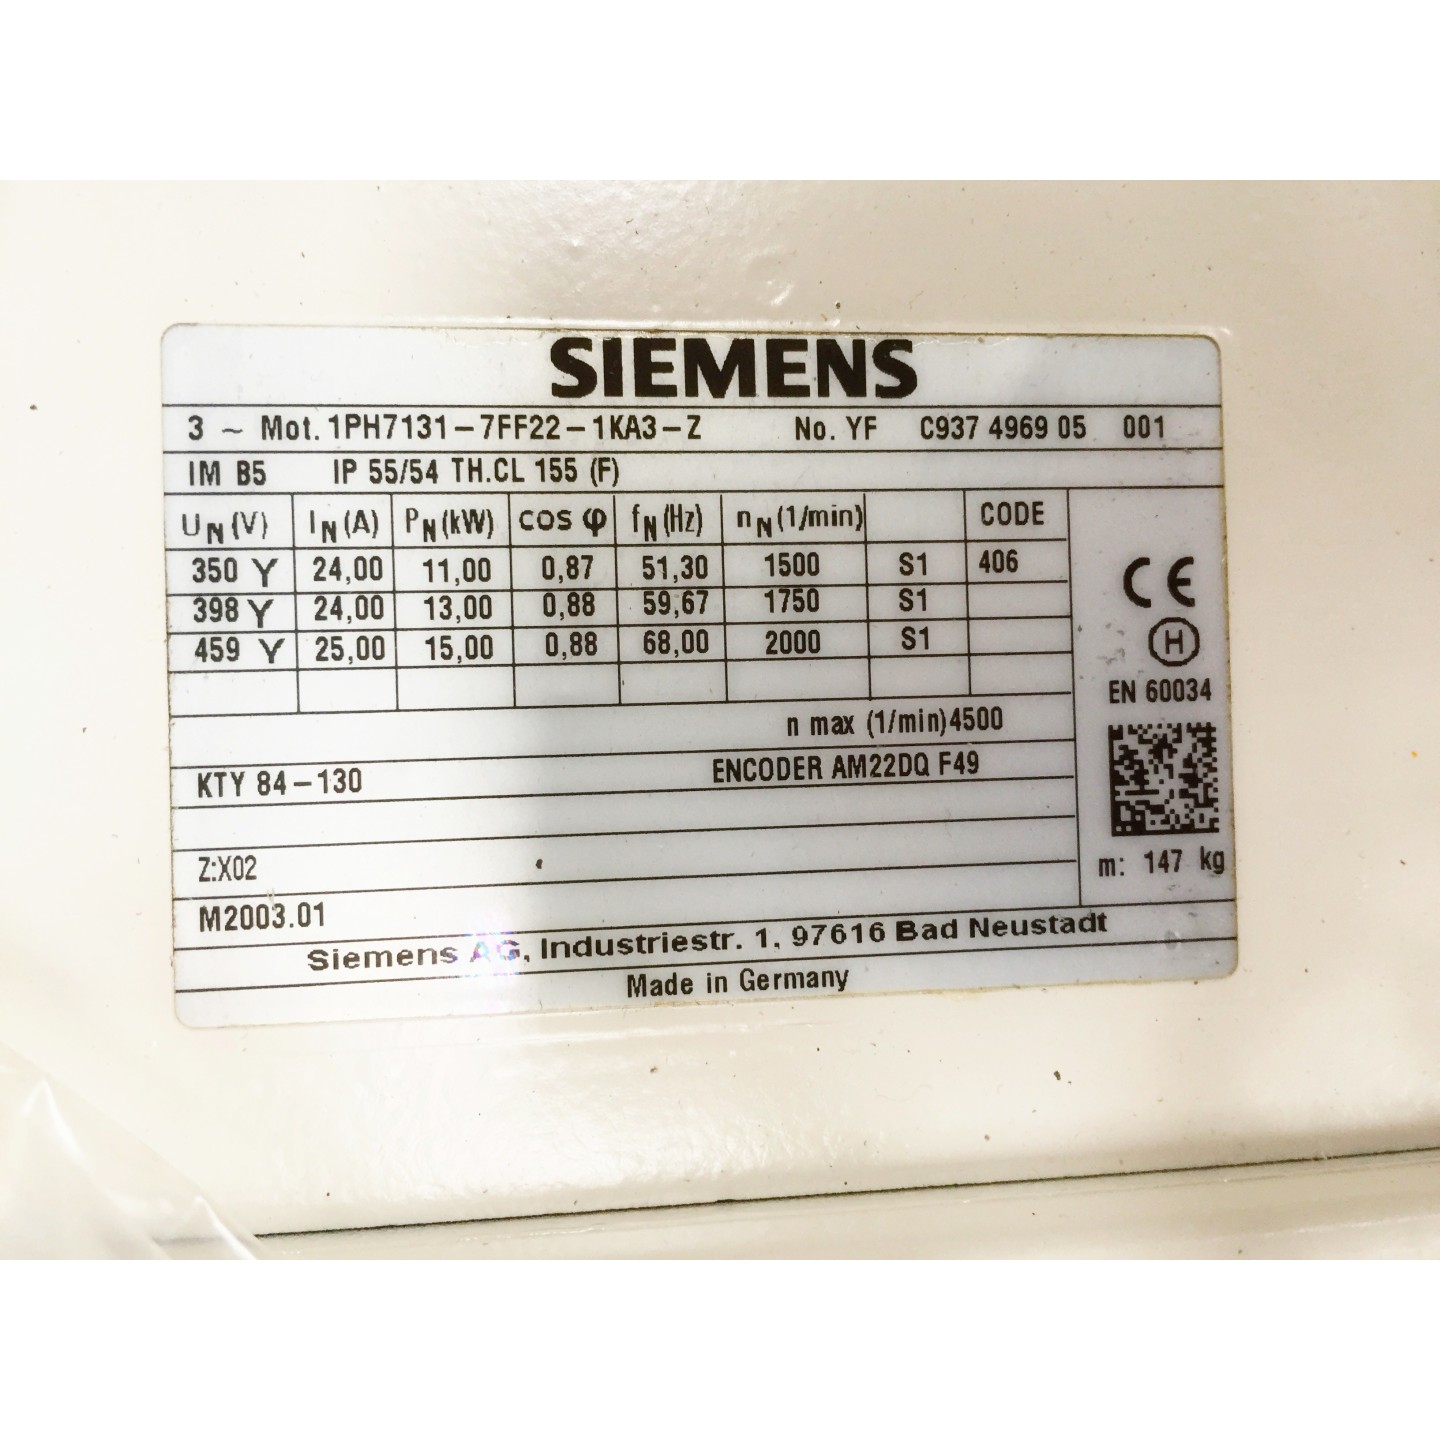 SIEMENS
3 ~ Mot. 1PH7131-7FF22-1KA3-Z No. YF C937 4969 05 001
IM B5 IP 55/54 TH.CL 155 (F)
UN (V) IN (A) PN (kW) cos φ fN (Hz) nN (1/min) CODE
350 Y 24,00 11,00 0,87 51,30 1500 S1 406
398 Y 24,00 13,00 0,88 59,67 1750 S1
459 Y 25,00 15,00 0,88 68,00 2000 S1
CE
H
EN 60034
n max (1/min) 4500
KTY 84-130 ENCODER AM22DQ F49
Z:X02
m: 147 kg
M2003.01
Siemens AG, Industriestr. 1, 97616 Bad Neustadt
Made in Germany